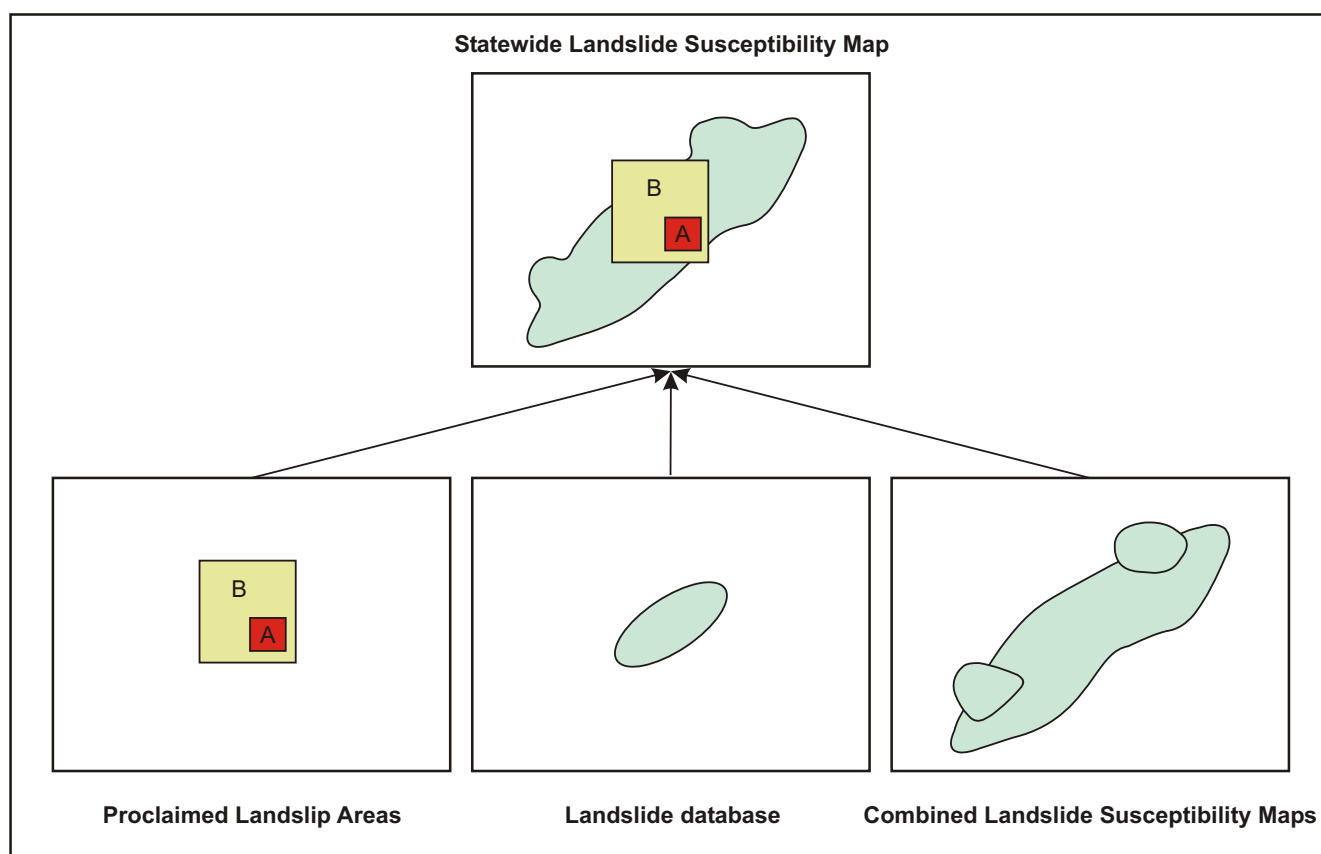 Statewide Landslide Susceptibility Map
B
A
B
A
Proclaimed Landslip Areas
Landslide database
Combined Landslide Susceptibility Maps